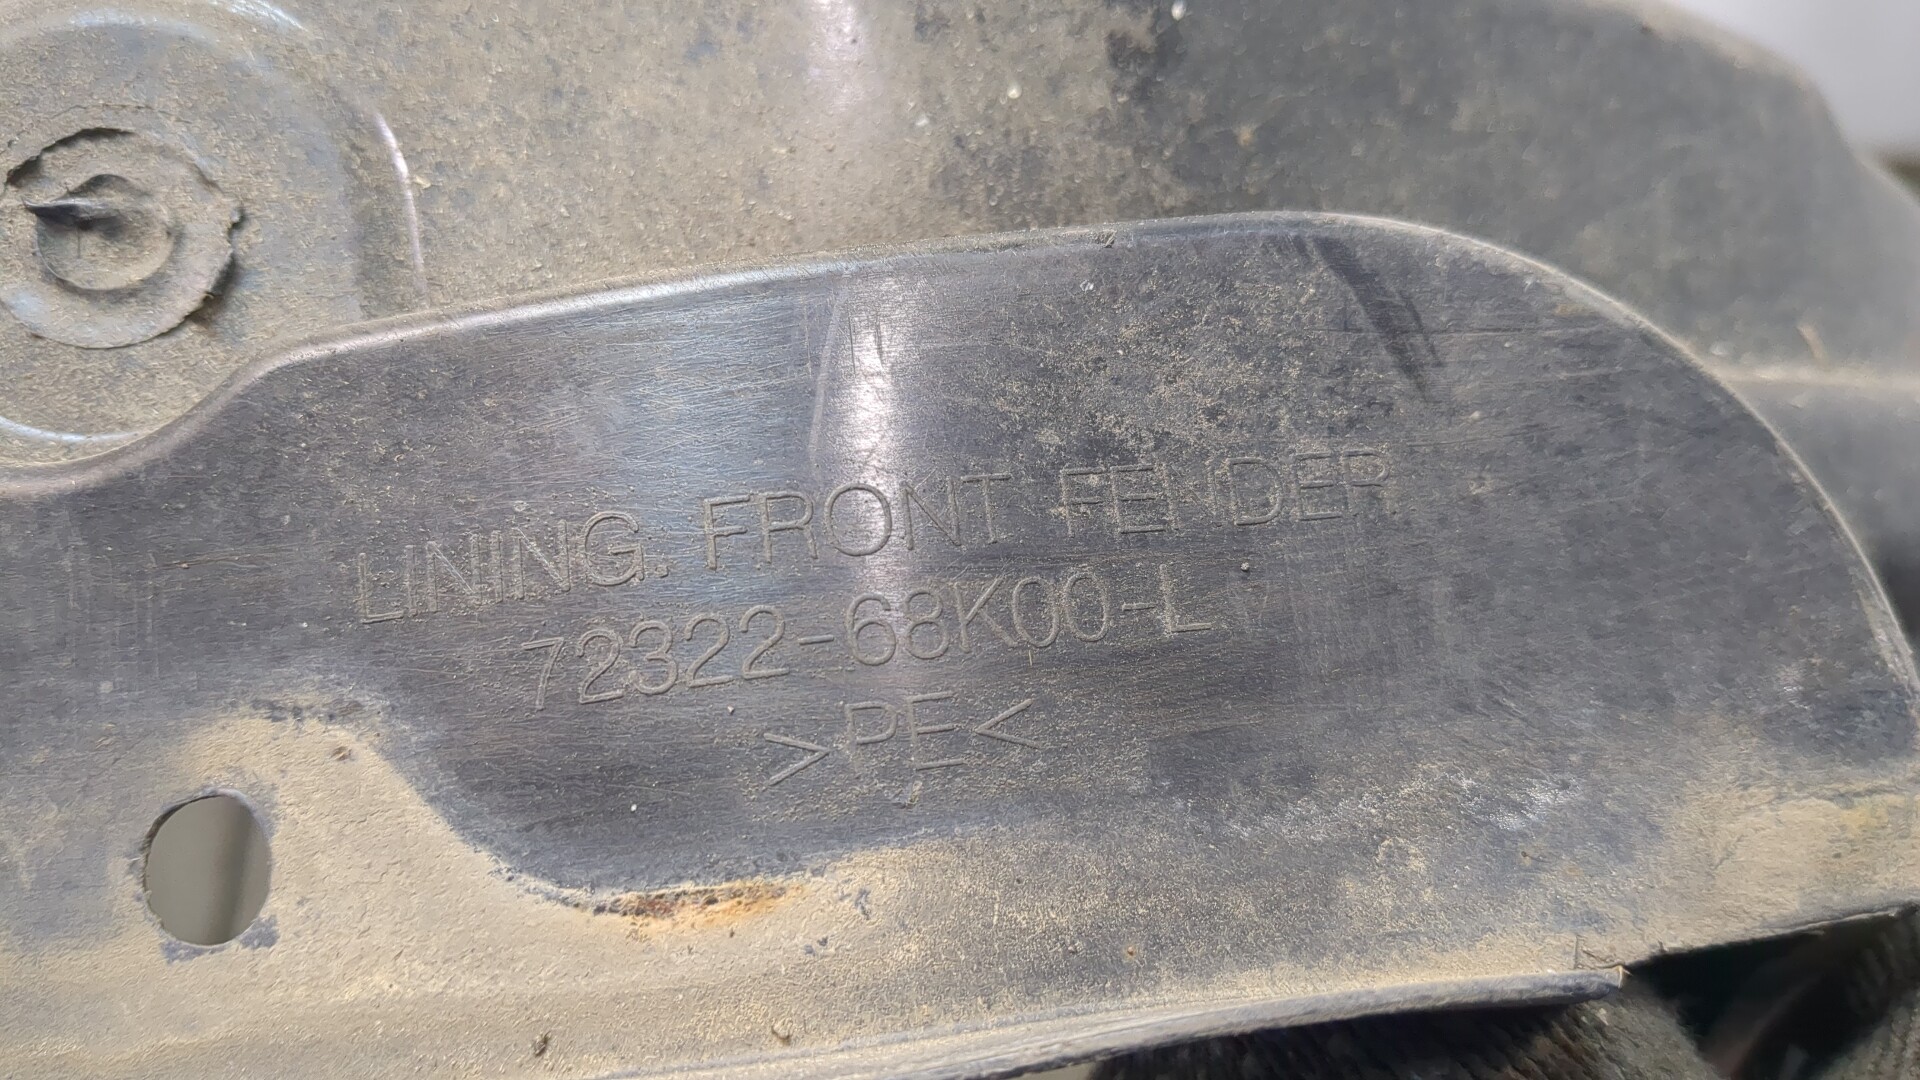 LINING. FRONT FENDER
72322-68K00-L
>PE<